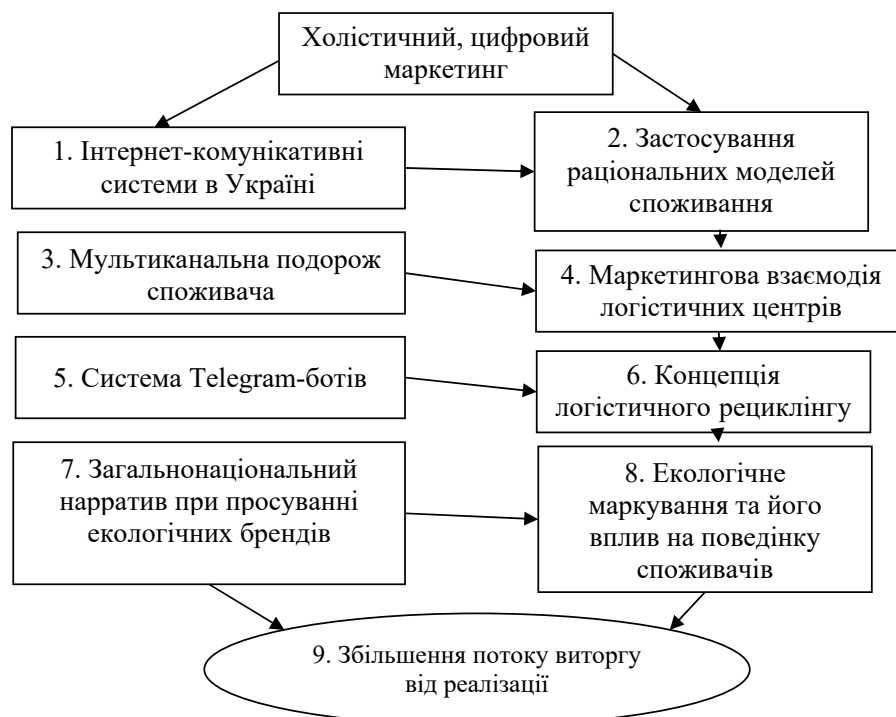 Холістичний, цифровий
маркетинг
1. Інтернет-комунікативні
системи в Україні
2. Застосування
раціональних моделей
споживання
3. Мультиканальна подорож
споживача
4. Маркетингова взаємодія
логістичних центрів
5. Система Telegram-ботів
6. Концепція
логістичного рециклінгу
7. Загальнонаціональний
нарратив при просуванні
екологічних брендів
8. Екологічне
маркування та його
вплив на поведінку
споживачів
9. Збільшення потоку виторгу
від реалізації